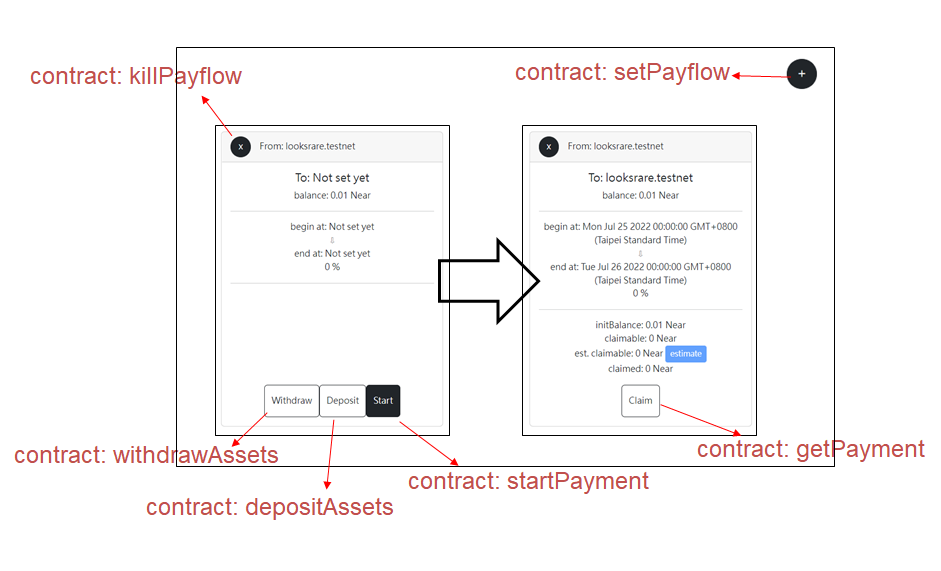 contract: killPayflow
contract: setPayflow
+
x
From: looksrare.testnet
To: Not set yet
balance: 0.01 Near
begin at: Not set yet
⇩
end at: Not set yet
0 %
Withdraw
Deposit
Start
x
From: looksrare.testnet
To: looksrare.testnet
balance: 0.01 Near
begin at: Mon Jul 25 2022 00:00:00 GMT+0800
(Taipei Standard Time)
⇩
end at: Tue Jul 26 2022 00:00:00 GMT+0800
(Taipei Standard Time)
0 %
initBalance: 0.01 Near
claimable: 0 Near
est. claimable: 0 Near estimate
claimed: 0 Near
Claim
contract: withdrawAssets
contract: getPayment
contract: startPayment
contract: depositAssets